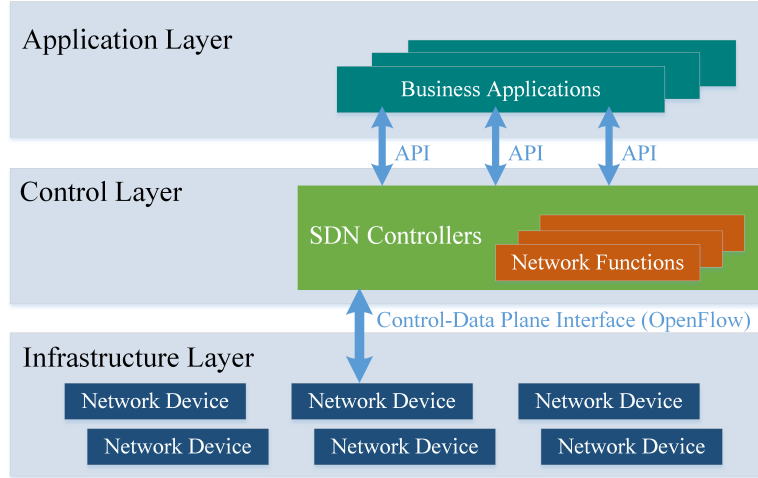 Application Layer
Business Applications
API
API
API
Control Layer
SDN Controllers
Network Functions
Control-Data Plane Interface (OpenFlow)
Infrastructure Layer
Network Device
Network Device
Network Device
Network Device
Network Device
Network Device